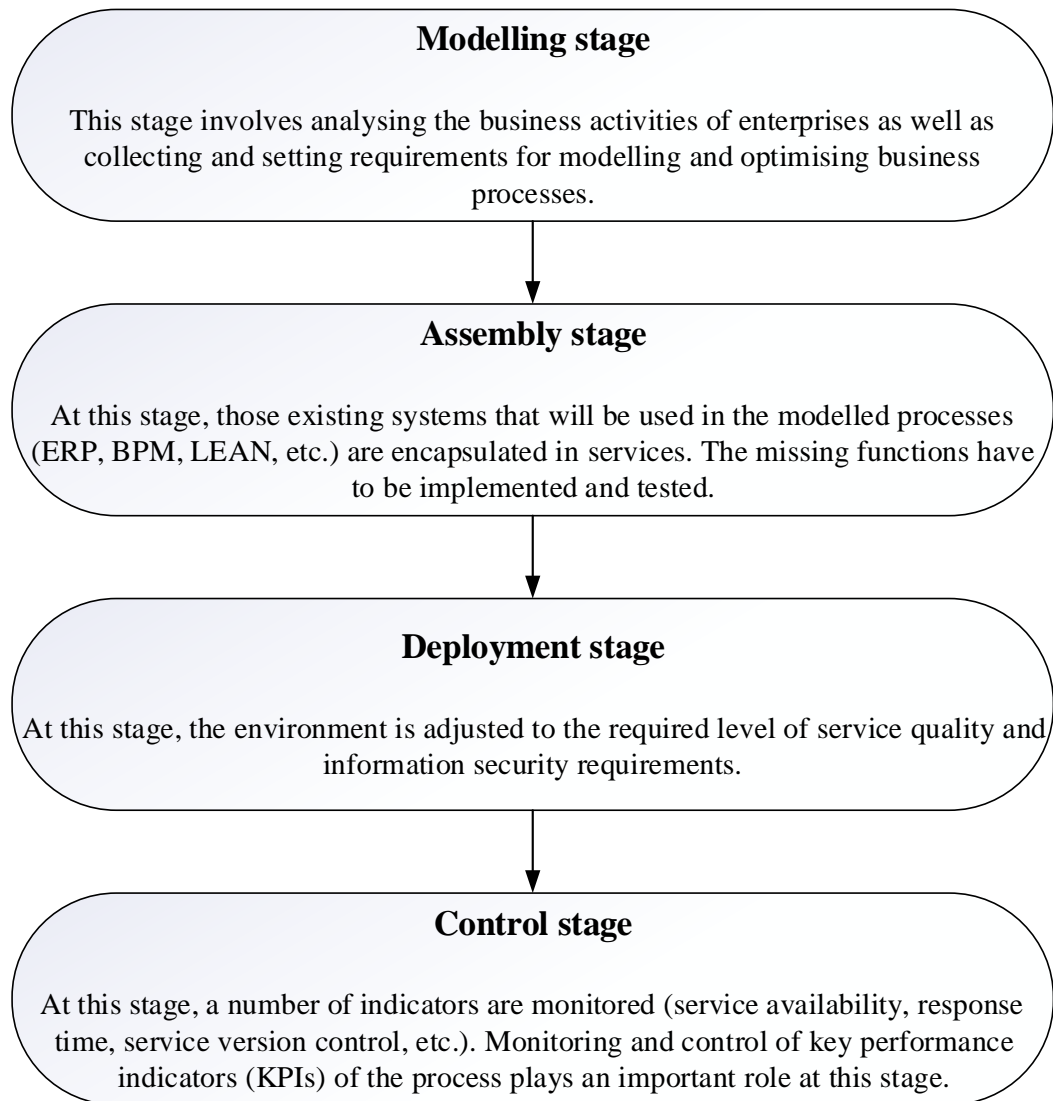 Modelling stage
This stage involves analysing the business activities of enterprises as well as
collecting and setting requirements for modelling and optimising business
processes.
Assembly stage
At this stage, those existing systems that will be used in the modelled processes
(ERP, BPM, LEAN, etc.) are encapsulated in services. The missing functions have
to be implemented and tested.
Deployment stage
At this stage, the environment is adjusted to the required level of service quality and
information security requirements.
Control stage
At this stage, a number of indicators are monitored (service availability, response
time, service version control, etc.). Monitoring and control of key performance
indicators (KPIs) of the process plays an important role at this stage.